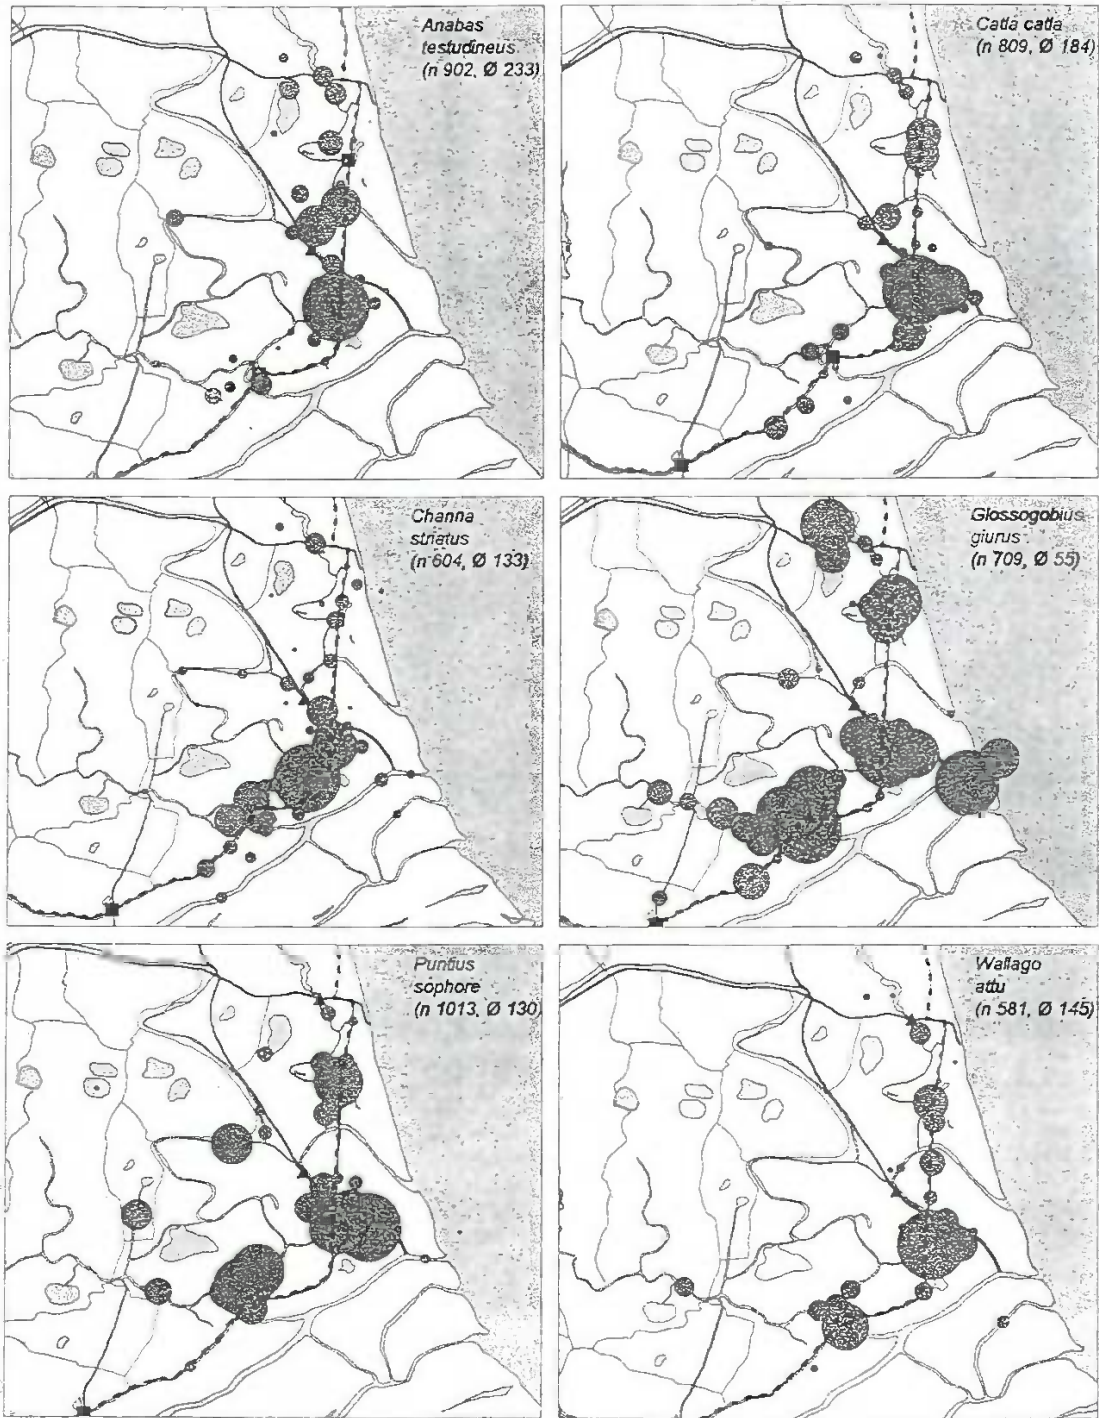 Anabas
testudineus
(n 902, Ø 233)
Catla catla
(n 809, Ø 184)
Channa
striatus
(n 604, Ø 133)
Glossogobius
giurus
(n 709, Ø 55)
Puntius
sophore
(n 1013, Ø 130)
Wallago
attu
(n 581, Ø 145)